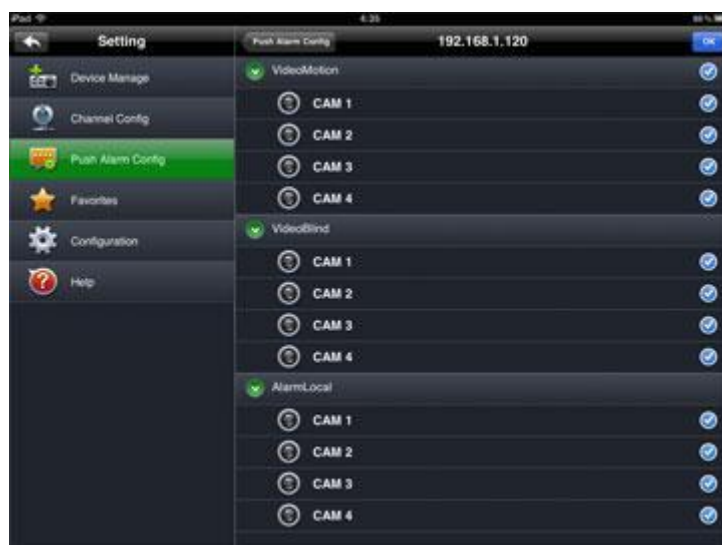 iPad 4:35
Setting
Push Alarm Config 192.168.1.120 OK
Device Manage
Channel Config
Push Alarm Config
Favorites
Configuration
Help
VideoMotion
CAM 1
CAM 2
CAM 3
CAM 4
VideoBlind
CAM 1
CAM 2
CAM 3
CAM 4
AlarmLocal
CAM 1
CAM 2
CAM 3
CAM 4